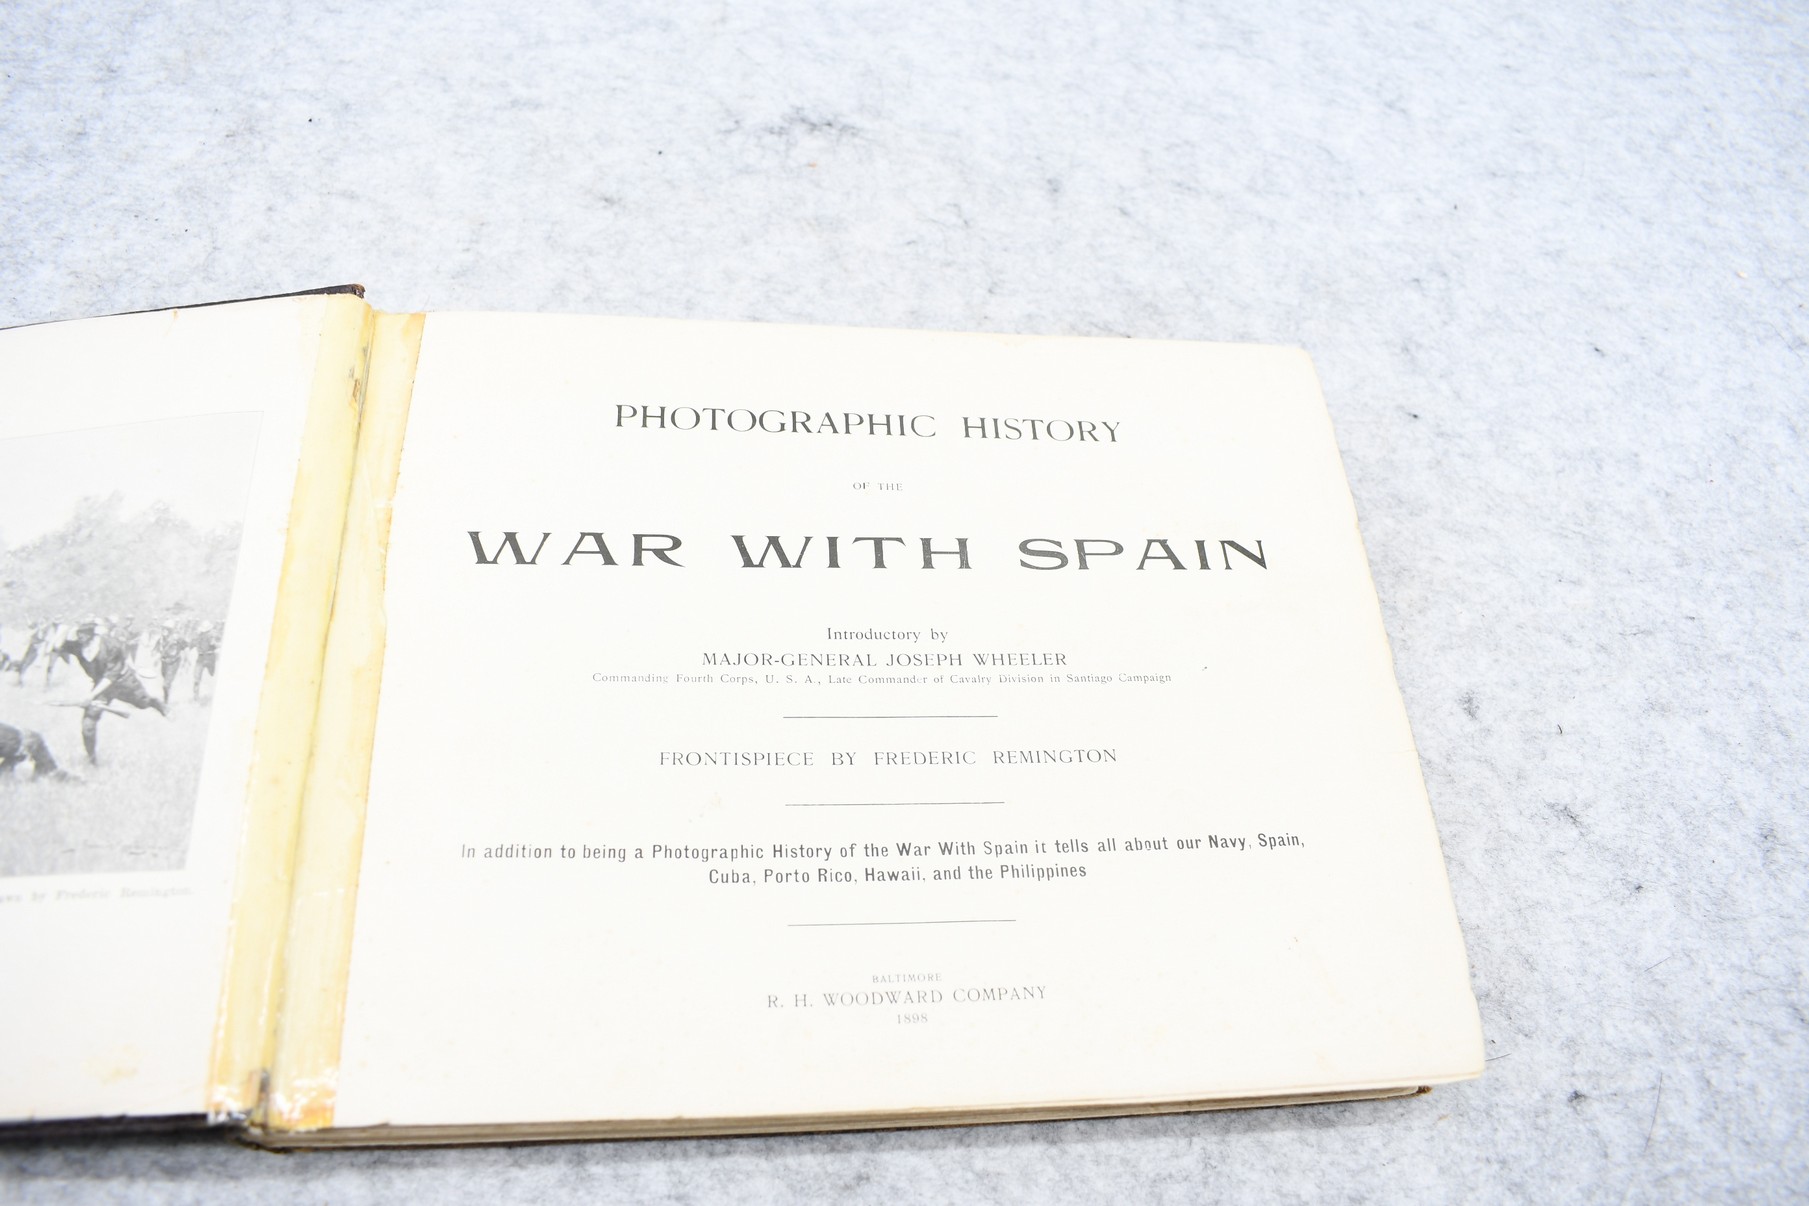 by Frederic Remington
PHOTOGRAPHIC HISTORY
OF THE
WAR WITH SPAIN
Introductory by
MAJOR-GENERAL JOSEPH WHEELER
Commanding Fourth Corps, U. S. A., Late Commander of Cavalry Division in Santiago Campaign
FRONTISPIECE BY FREDERIC REMINGTON
In addition to being a Photographic History of the War With Spain it tells all about our Navy, Spain,
Cuba, Porto Rico, Hawaii, and the Philippines
BALTIMORE
R. H. WOODWARD COMPANY
1898